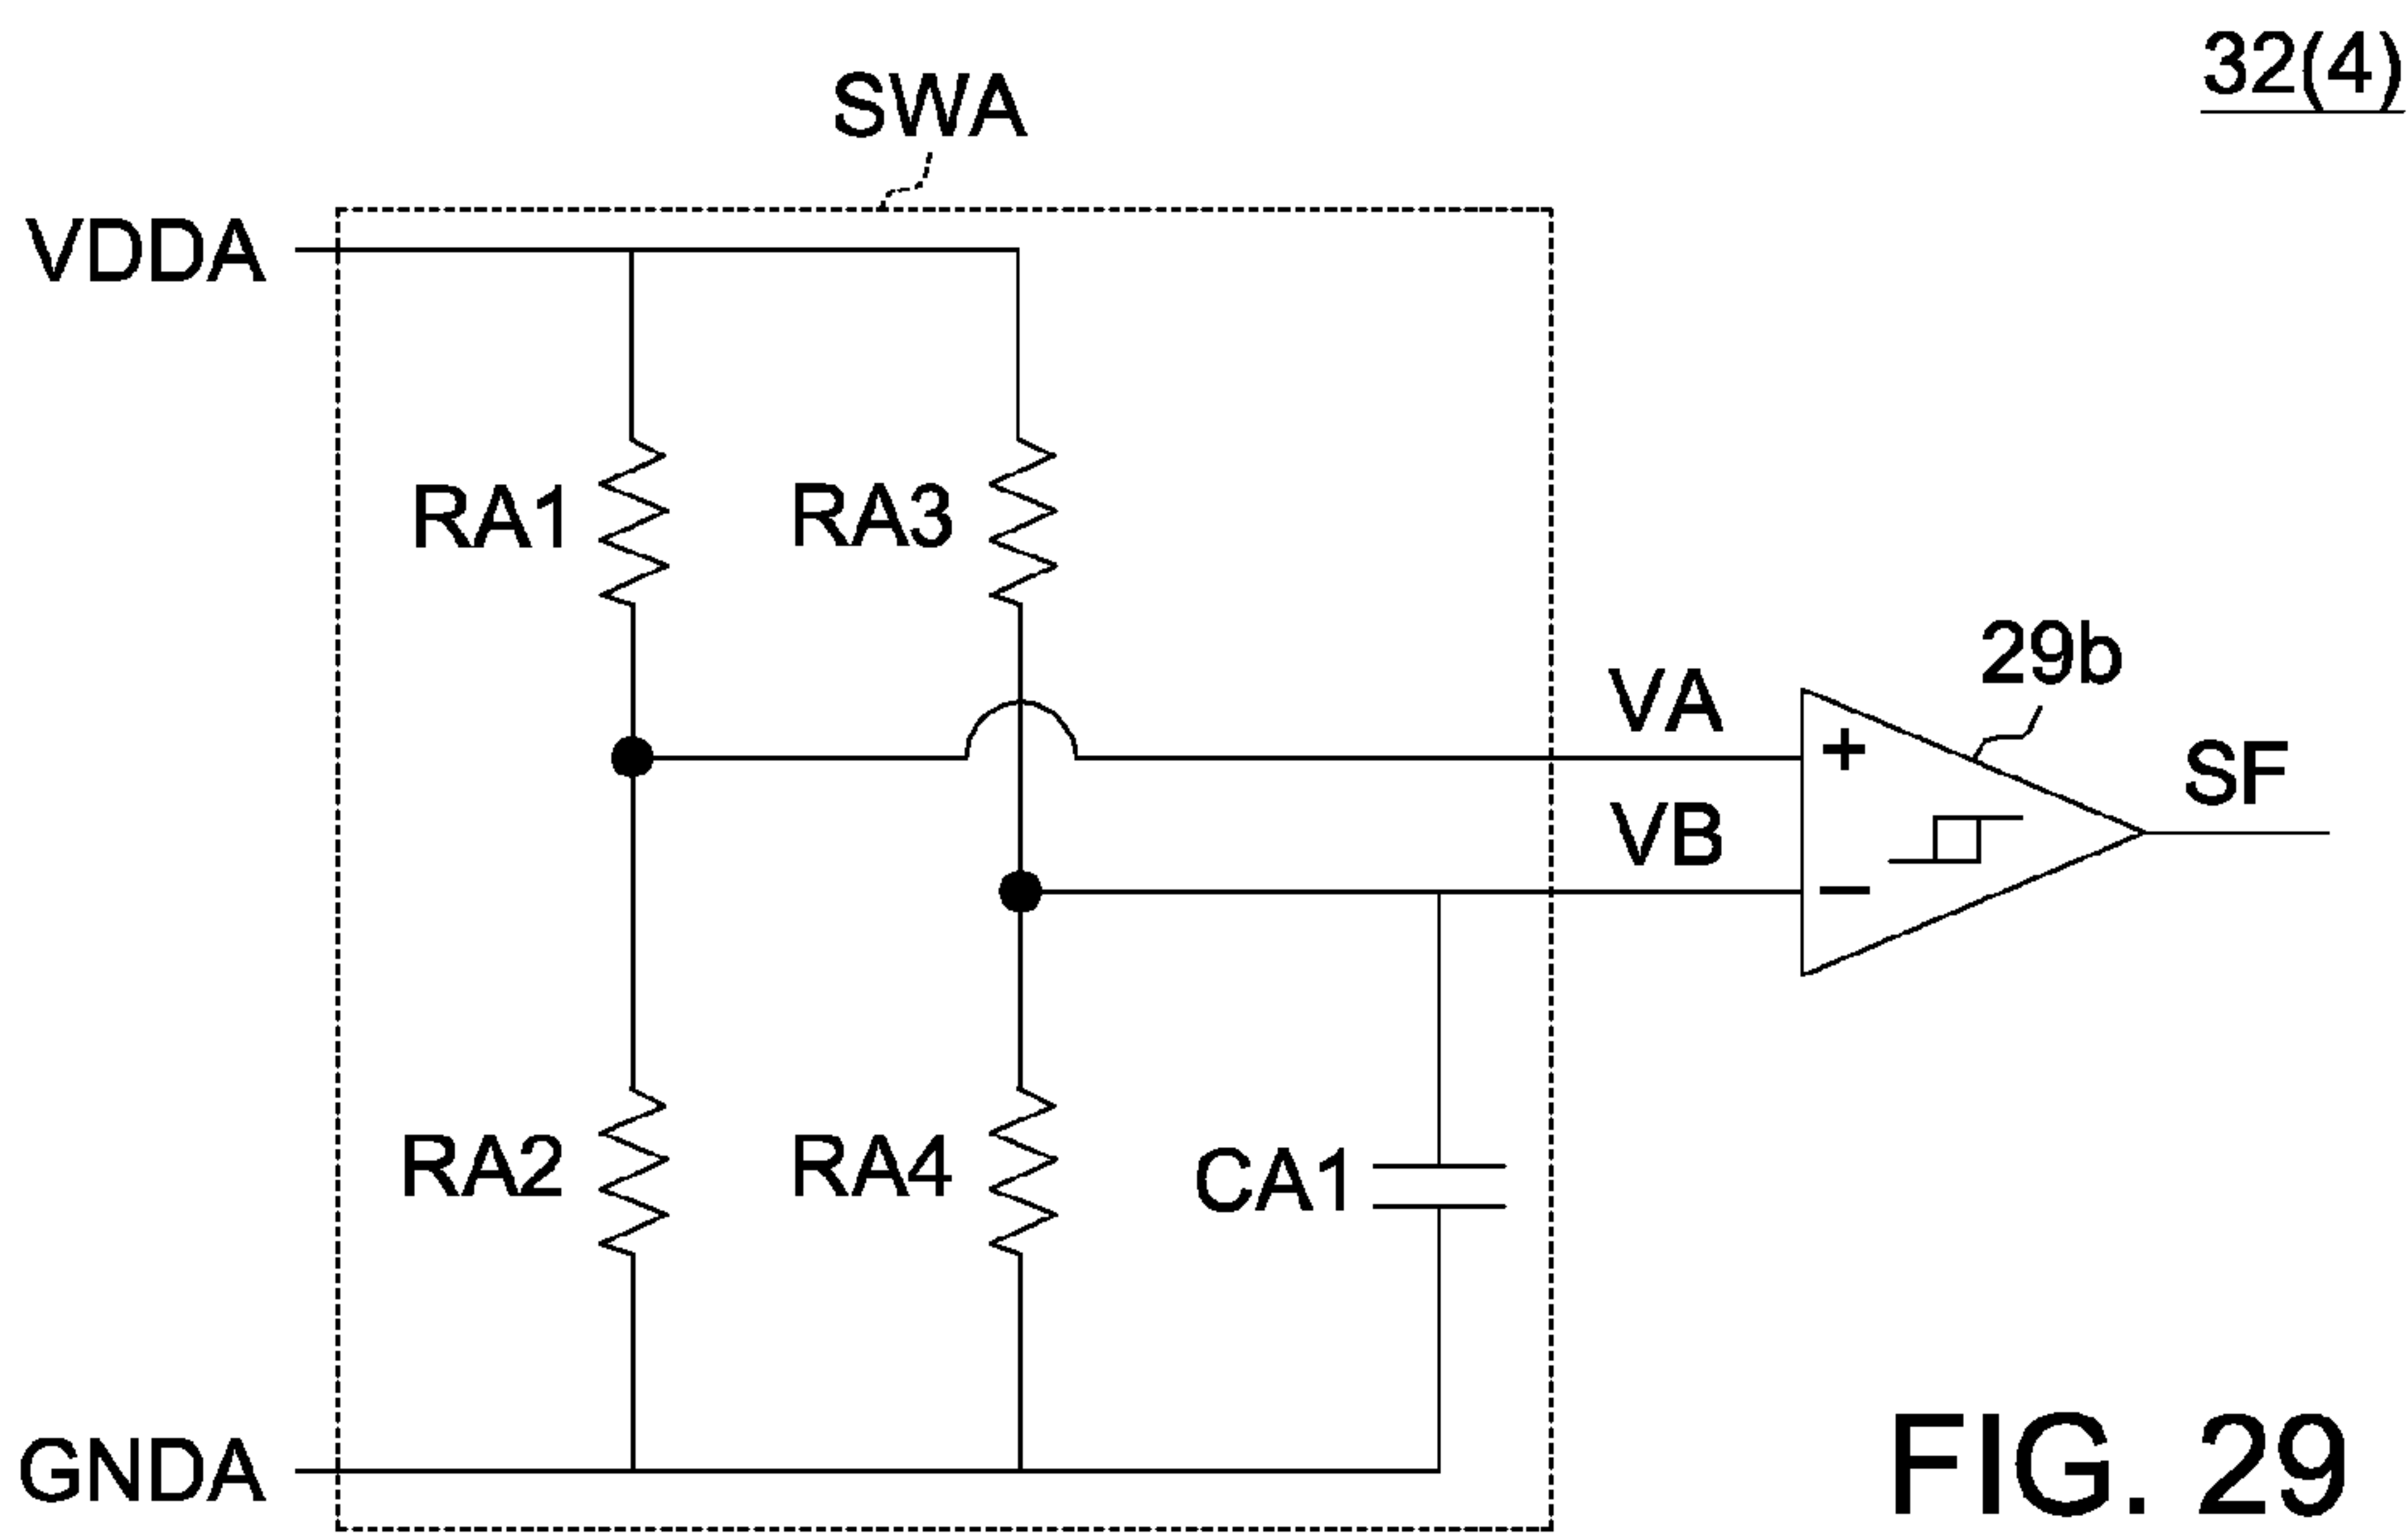 32(4)
SWA
VDDA
RA1
RA3
29b
VA
+
SF
VB
−
RA2
RA4
CA1
GNDA
FIG. 29